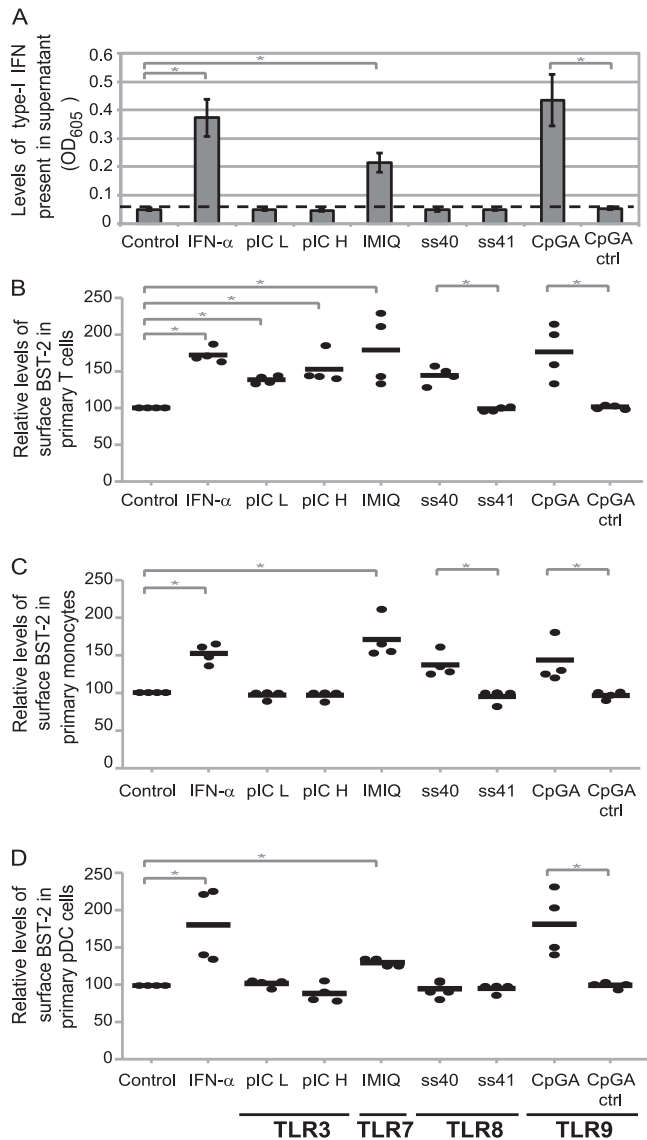 A
Levels of type-I IFN
present in supernatant
(OD605)
0.6
0.5
0.4
0.3
0.2
0.1
0
* * *
Control IFN-α pIC L pIC H IMIQ ss40 ss41 CpGA CpGA ctrl
B
Relative levels of
surface BST-2 in
primary T cells
250
200
150
100
50
0
* * * * * *
Control IFN-α pIC L pIC H IMIQ ss40 ss41 CpGA CpGA ctrl
C
Relative levels of
surface BST-2 in
primary monocytes
250
200
150
100
50
0
* * * *
Control IFN-α pIC L pIC H IMIQ ss40 ss41 CpGA CpGA ctrl
D
Relative levels of
surface BST-2 in
primary pDC cells
250
200
150
100
50
0
* * *
Control IFN-α pIC L pIC H IMIQ ss40 ss41 CpGA CpGA ctrl
TLR3 TLR7 TLR8 TLR9